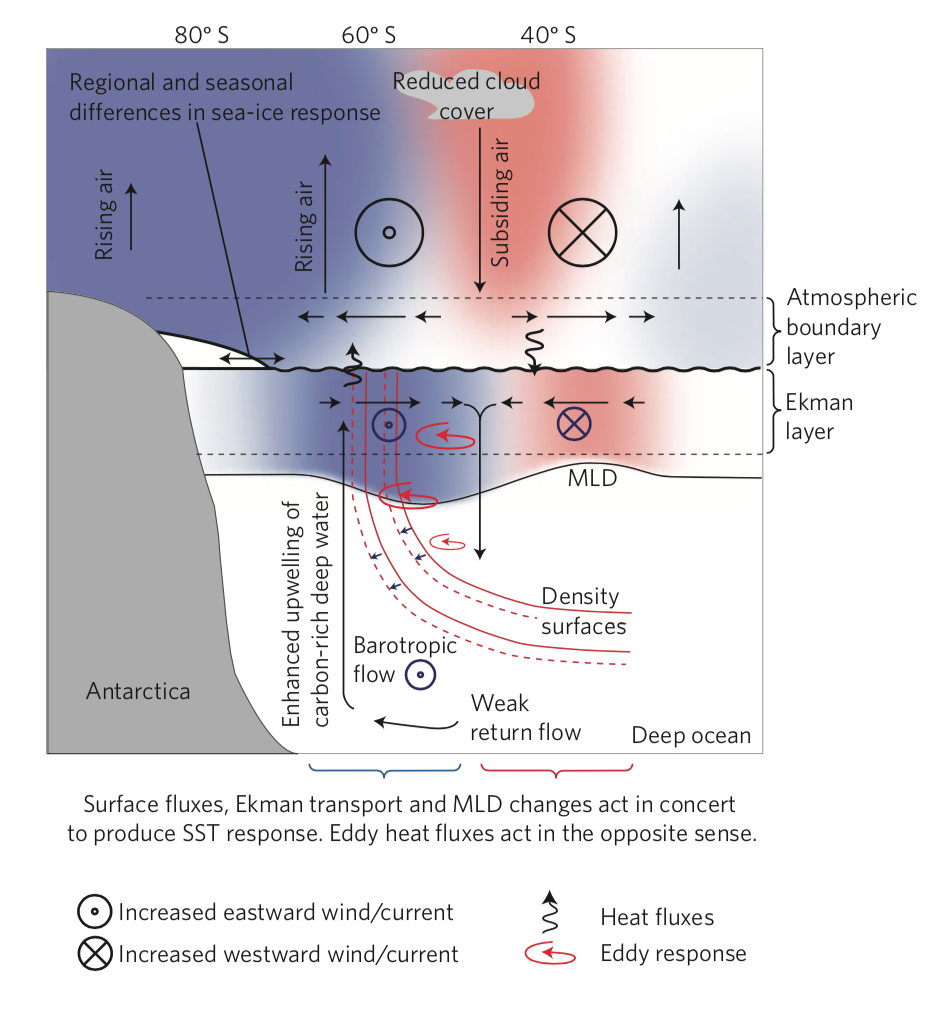 80° S
60° S
40° S
Regional and seasonal
differences in sea-ice response
Reduced cloud
cover
Rising air
Rising air
Subsiding air
Atmospheric
boundary
layer
Ekman
layer
MLD
Enhanced upwelling of
carbon-rich deep water
Density
surfaces
Barotropic
flow
Antarctica
Weak
return flow
Deep ocean
Surface fluxes, Ekman transport and MLD changes act in concert
to produce SST response. Eddy heat fluxes act in the opposite sense.
Increased eastward wind/current
Heat fluxes
Increased westward wind/current
Eddy response